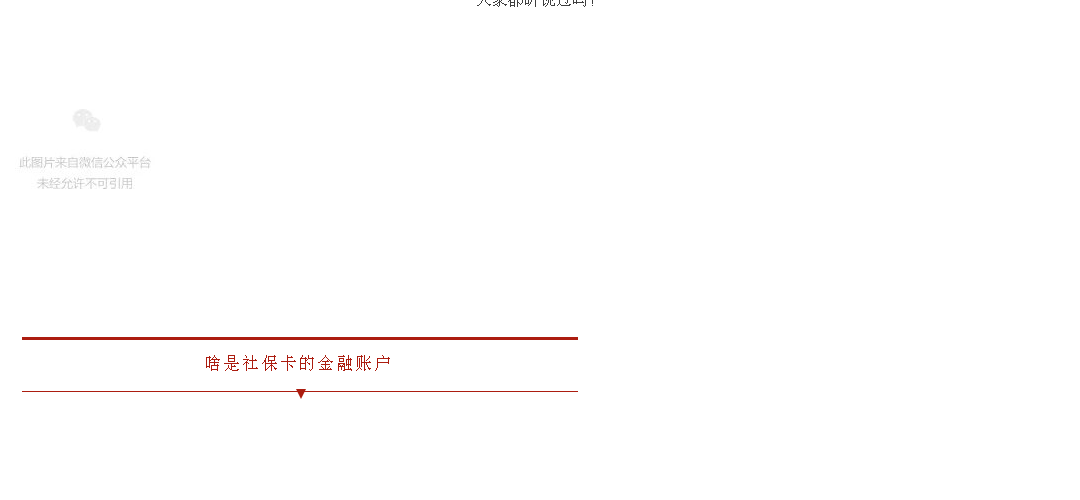 大家都听说过吗?
此图片来自微信公众平台
未经允许不可引用
啥是社保卡的金融账户